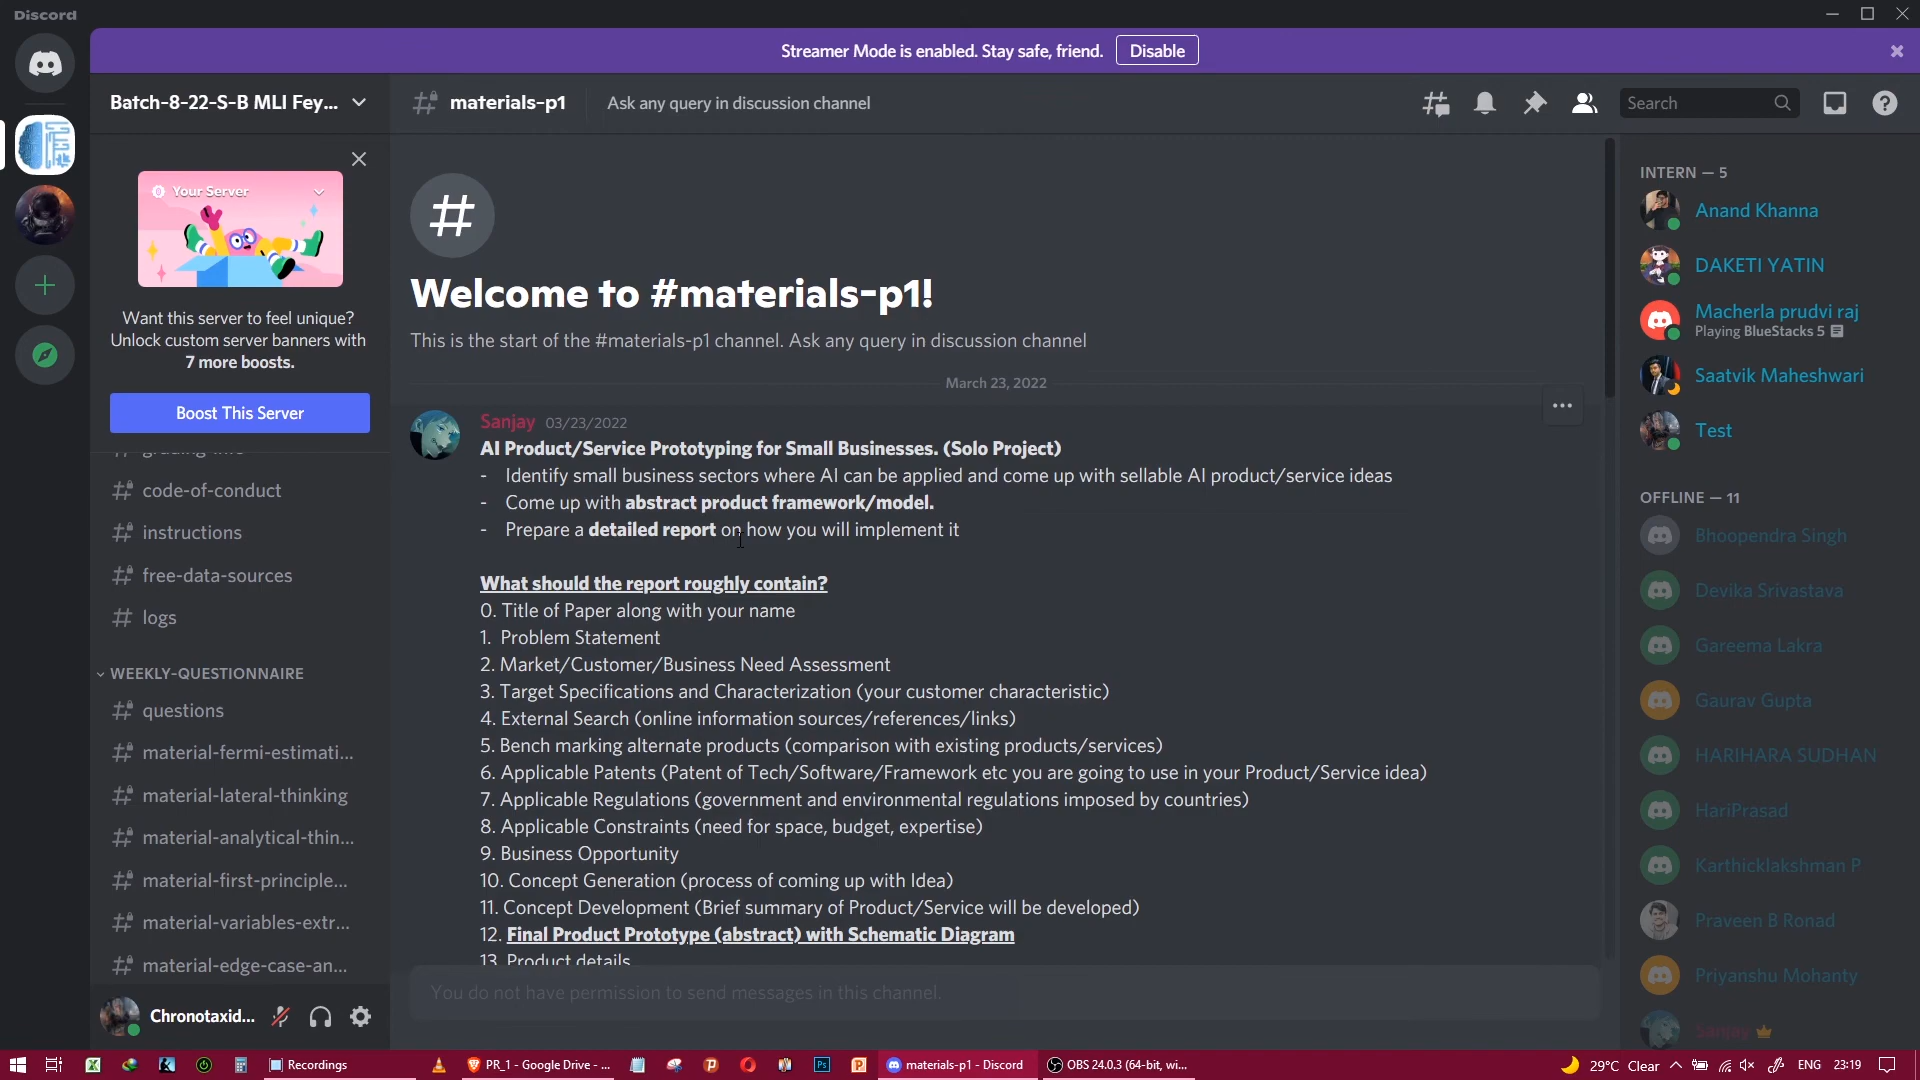 Discord
Streamer Mode is enabled. Stay safe, friend.
Disable
Batch-8-22-S-B MLI Fey...
materials-p1
Ask any query in discussion channel
Search
Your Server
Want this server to feel unique?
Unlock custom server banners with
7 more boosts.
Boost This Server
grading-info
code-of-conduct
instructions
free-data-sources
logs
WEEKLY-QUESTIONNAIRE
questions
material-fermi-estimati...
material-lateral-thinking
material-analytical-thin...
material-first-principle...
material-variables-extr...
material-edge-case-an...
Chronotaxid...
Welcome to #materials-p1!
This is the start of the #materials-p1 channel. Ask any query in discussion channel
March 23, 2022
Sanjay 03/23/2022
AI Product/Service Prototyping for Small Businesses. (Solo Project)
- Identify small business sectors where AI can be applied and come up with sellable AI product/service ideas
- Come up with abstract product framework/model.
- Prepare a detailed report on how you will implement it
What should the report roughly contain?
0. Title of Paper along with your name
1. Problem Statement
2. Market/Customer/Business Need Assessment
3. Target Specifications and Characterization (your customer characteristic)
4. External Search (online information sources/references/links)
5. Bench marking alternate products (comparison with existing products/services)
6. Applicable Patents (Patent of Tech/Software/Framework etc you are going to use in your Product/Service idea)
7. Applicable Regulations (government and environmental regulations imposed by countries)
8. Applicable Constraints (need for space, budget, expertise)
9. Business Opportunity
10. Concept Generation (process of coming up with Idea)
11. Concept Development (Brief summary of Product/Service will be developed)
12. Final Product Prototype (abstract) with Schematic Diagram
13. Product details
You do not have permission to send messages in this channel.
INTERN — 5
Anand Khanna
DAKETI YATIN
Macherla prudvi raj
Playing BlueStacks 5
Saatvik Maheshwari
Test
OFFLINE — 11
Bhoopendra Singh
Devika Srivastava
Gareema Lakra
Gaurav Gupta
HARIHARA SUDHAN
HariPrasad
Karthicklakshman P
Praveen B Ronad
Priyanshu Mohanty
Sanjay
Recordings
PR_1 - Google Drive - ...
materials-p1 - Discord
OBS 24.0.3 (64-bit, wi...
29°C Clear
ENG
23:19